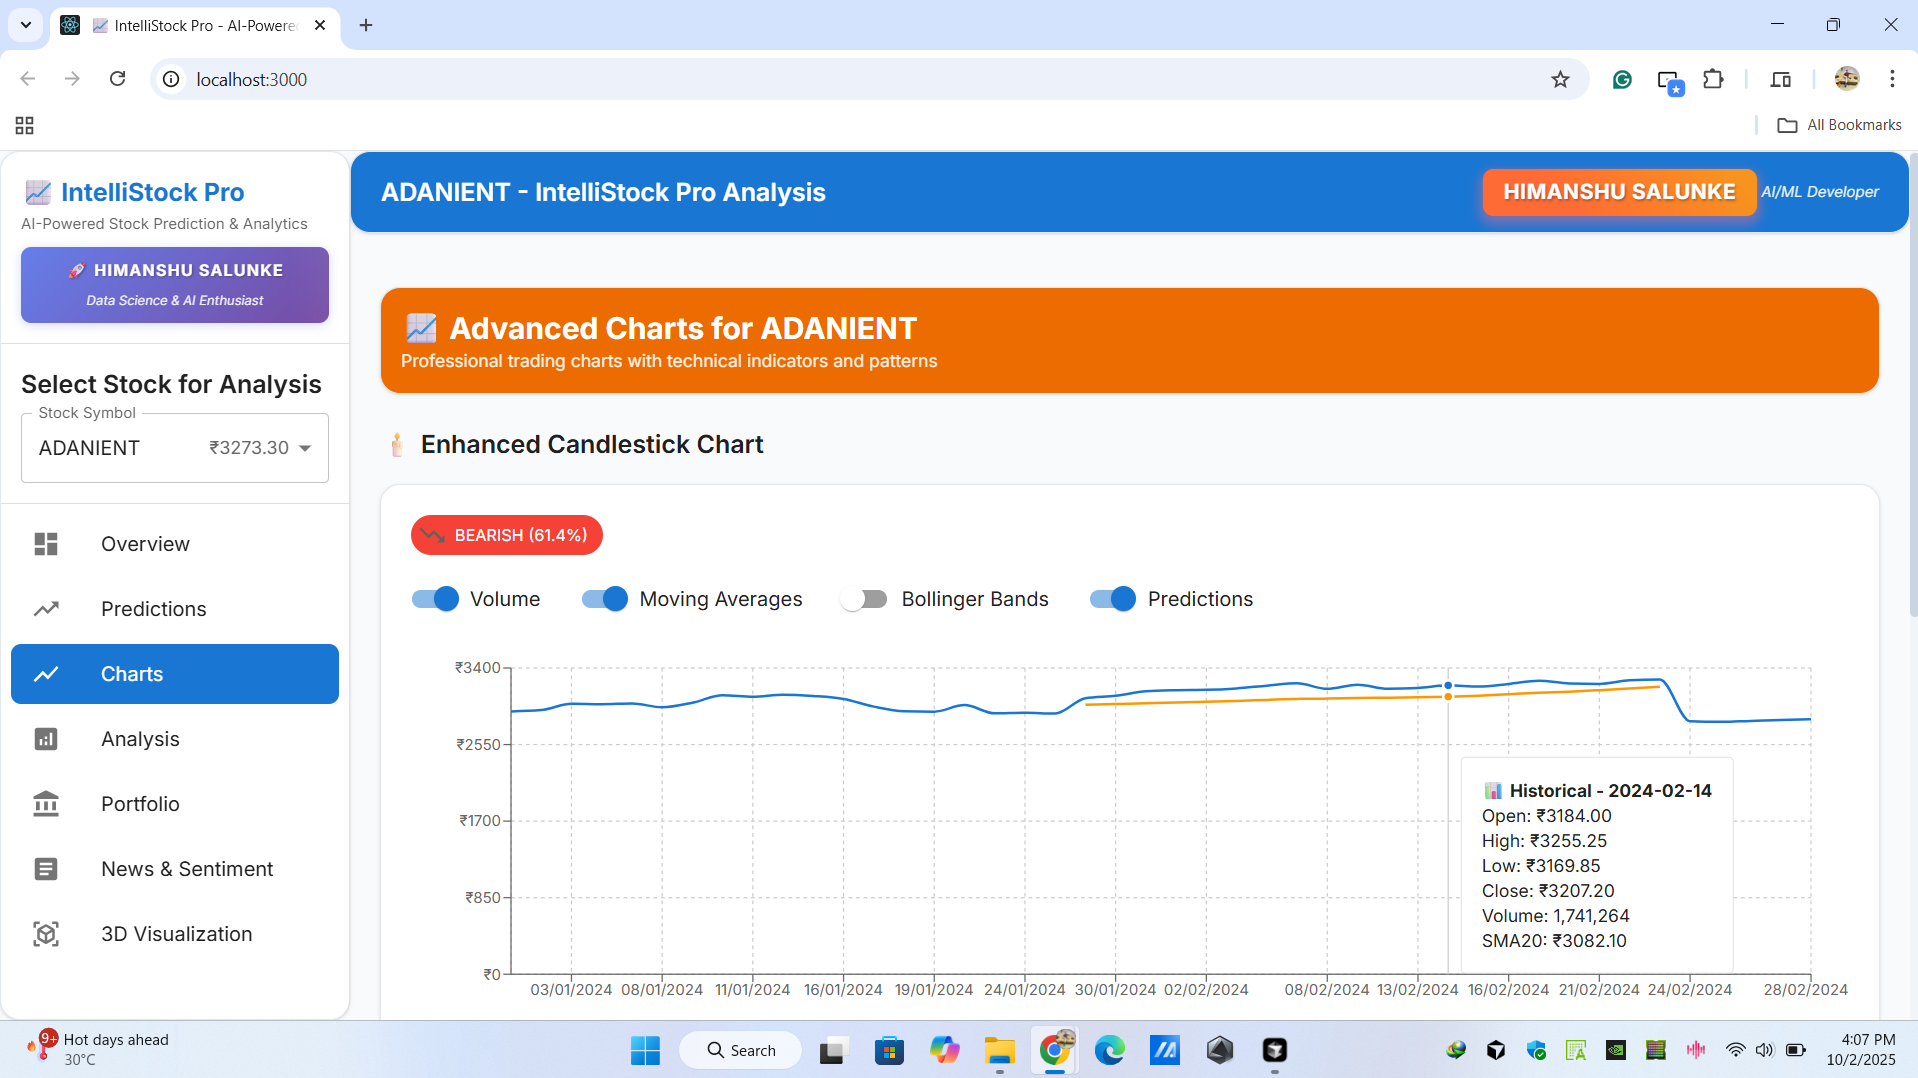 IntelliStock Pro - AI-Powere
localhost:3000
All Bookmarks
IntelliStock Pro
AI-Powered Stock Prediction & Analytics
HIMANSHU SALUNKE
Data Science & AI Enthusiast
Select Stock for Analysis
Stock Symbol
ADANIENT ₹3273.30
Overview
Predictions
Charts
Analysis
Portfolio
News & Sentiment
3D Visualization
ADANIENT - IntelliStock Pro Analysis
HIMANSHU SALUNKE AI/ML Developer
Advanced Charts for ADANIENT
Professional trading charts with technical indicators and patterns
Enhanced Candlestick Chart
BEARISH (61.4%)
Volume Moving Averages Bollinger Bands Predictions
₹3400
₹2550
₹1700
₹850
₹0
Historical - 2024-02-14
Open: ₹3184.00
High: ₹3255.25
Low: ₹3169.85
Close: ₹3207.20
Volume: 1,741,264
SMA20: ₹3082.10
03/01/2024 08/01/2024 11/01/2024 16/01/2024 19/01/2024 24/01/2024 30/01/2024 02/02/2024 08/02/2024 13/02/2024 16/02/2024 21/02/2024 24/02/2024 28/02/2024
9+
Hot days ahead
30°C
Search
4:07 PM
10/2/2025